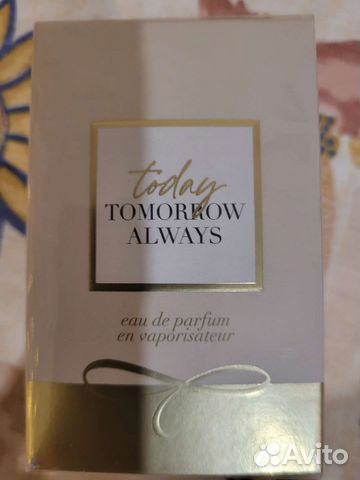 today
TOMORROW
ALWAYS
eau de parfum
en vaporisateur
Avito